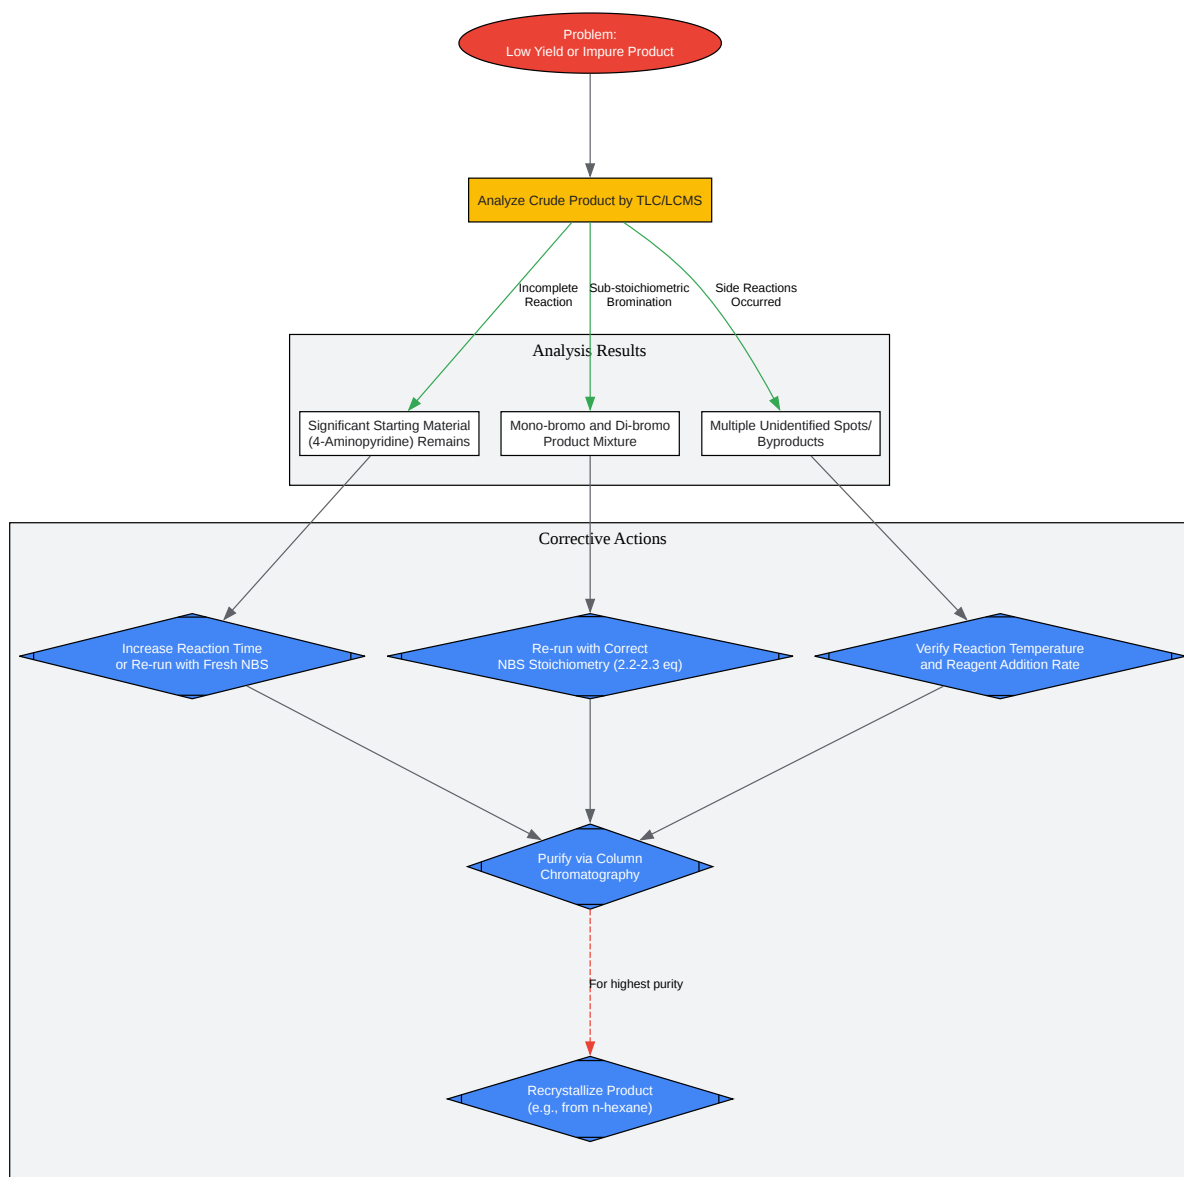 Problem:
Low Yield or Impure Product
Analyze Crude Product by TLC/LCMS
Incomplete
Reaction
Sub-stoichiometric
Bromination
Side Reactions
Occurred
Analysis Results
Significant Starting Material
(4-Aminopyridine) Remains
Mono-bromo and Di-bromo
Product Mixture
Multiple Unidentified Spots/
Byproducts
Corrective Actions
Increase Reaction Time
or Re-run with Fresh NBS
Re-run with Correct
NBS Stoichiometry (2.2-2.3 eq)
Verify Reaction Temperature
and Reagent Addition Rate
Purify via Column
Chromatography
For highest purity
Recrystallize Product
(e.g., from n-hexane)